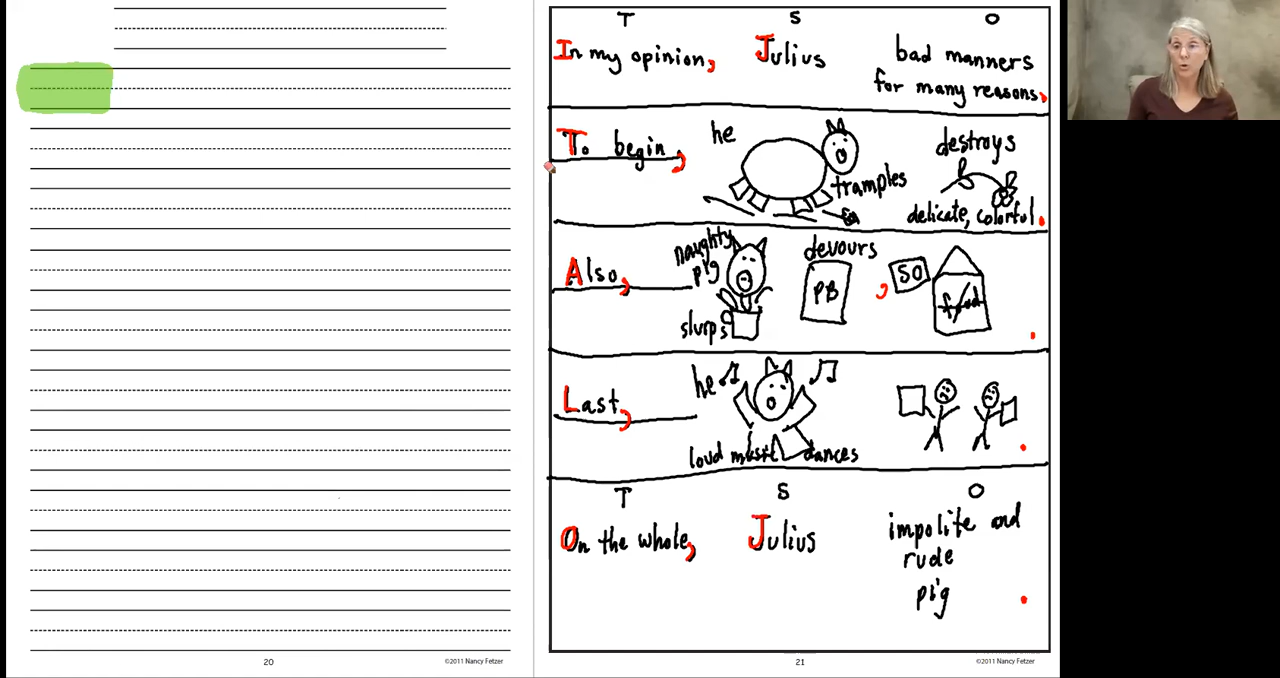 T S O
In my opinion, Julius bad manners
for many reasons.
To begin, he destroys
tramples
delicate, colorful.
Also, naughty pig devours
PB , SO food
slurps .
Last, he
loud music dances .
T S O
On the whole, Julius impolite and
rude
pig .
20 ©2011 Nancy Fetzer
21 ©2011 Nancy Fetzer